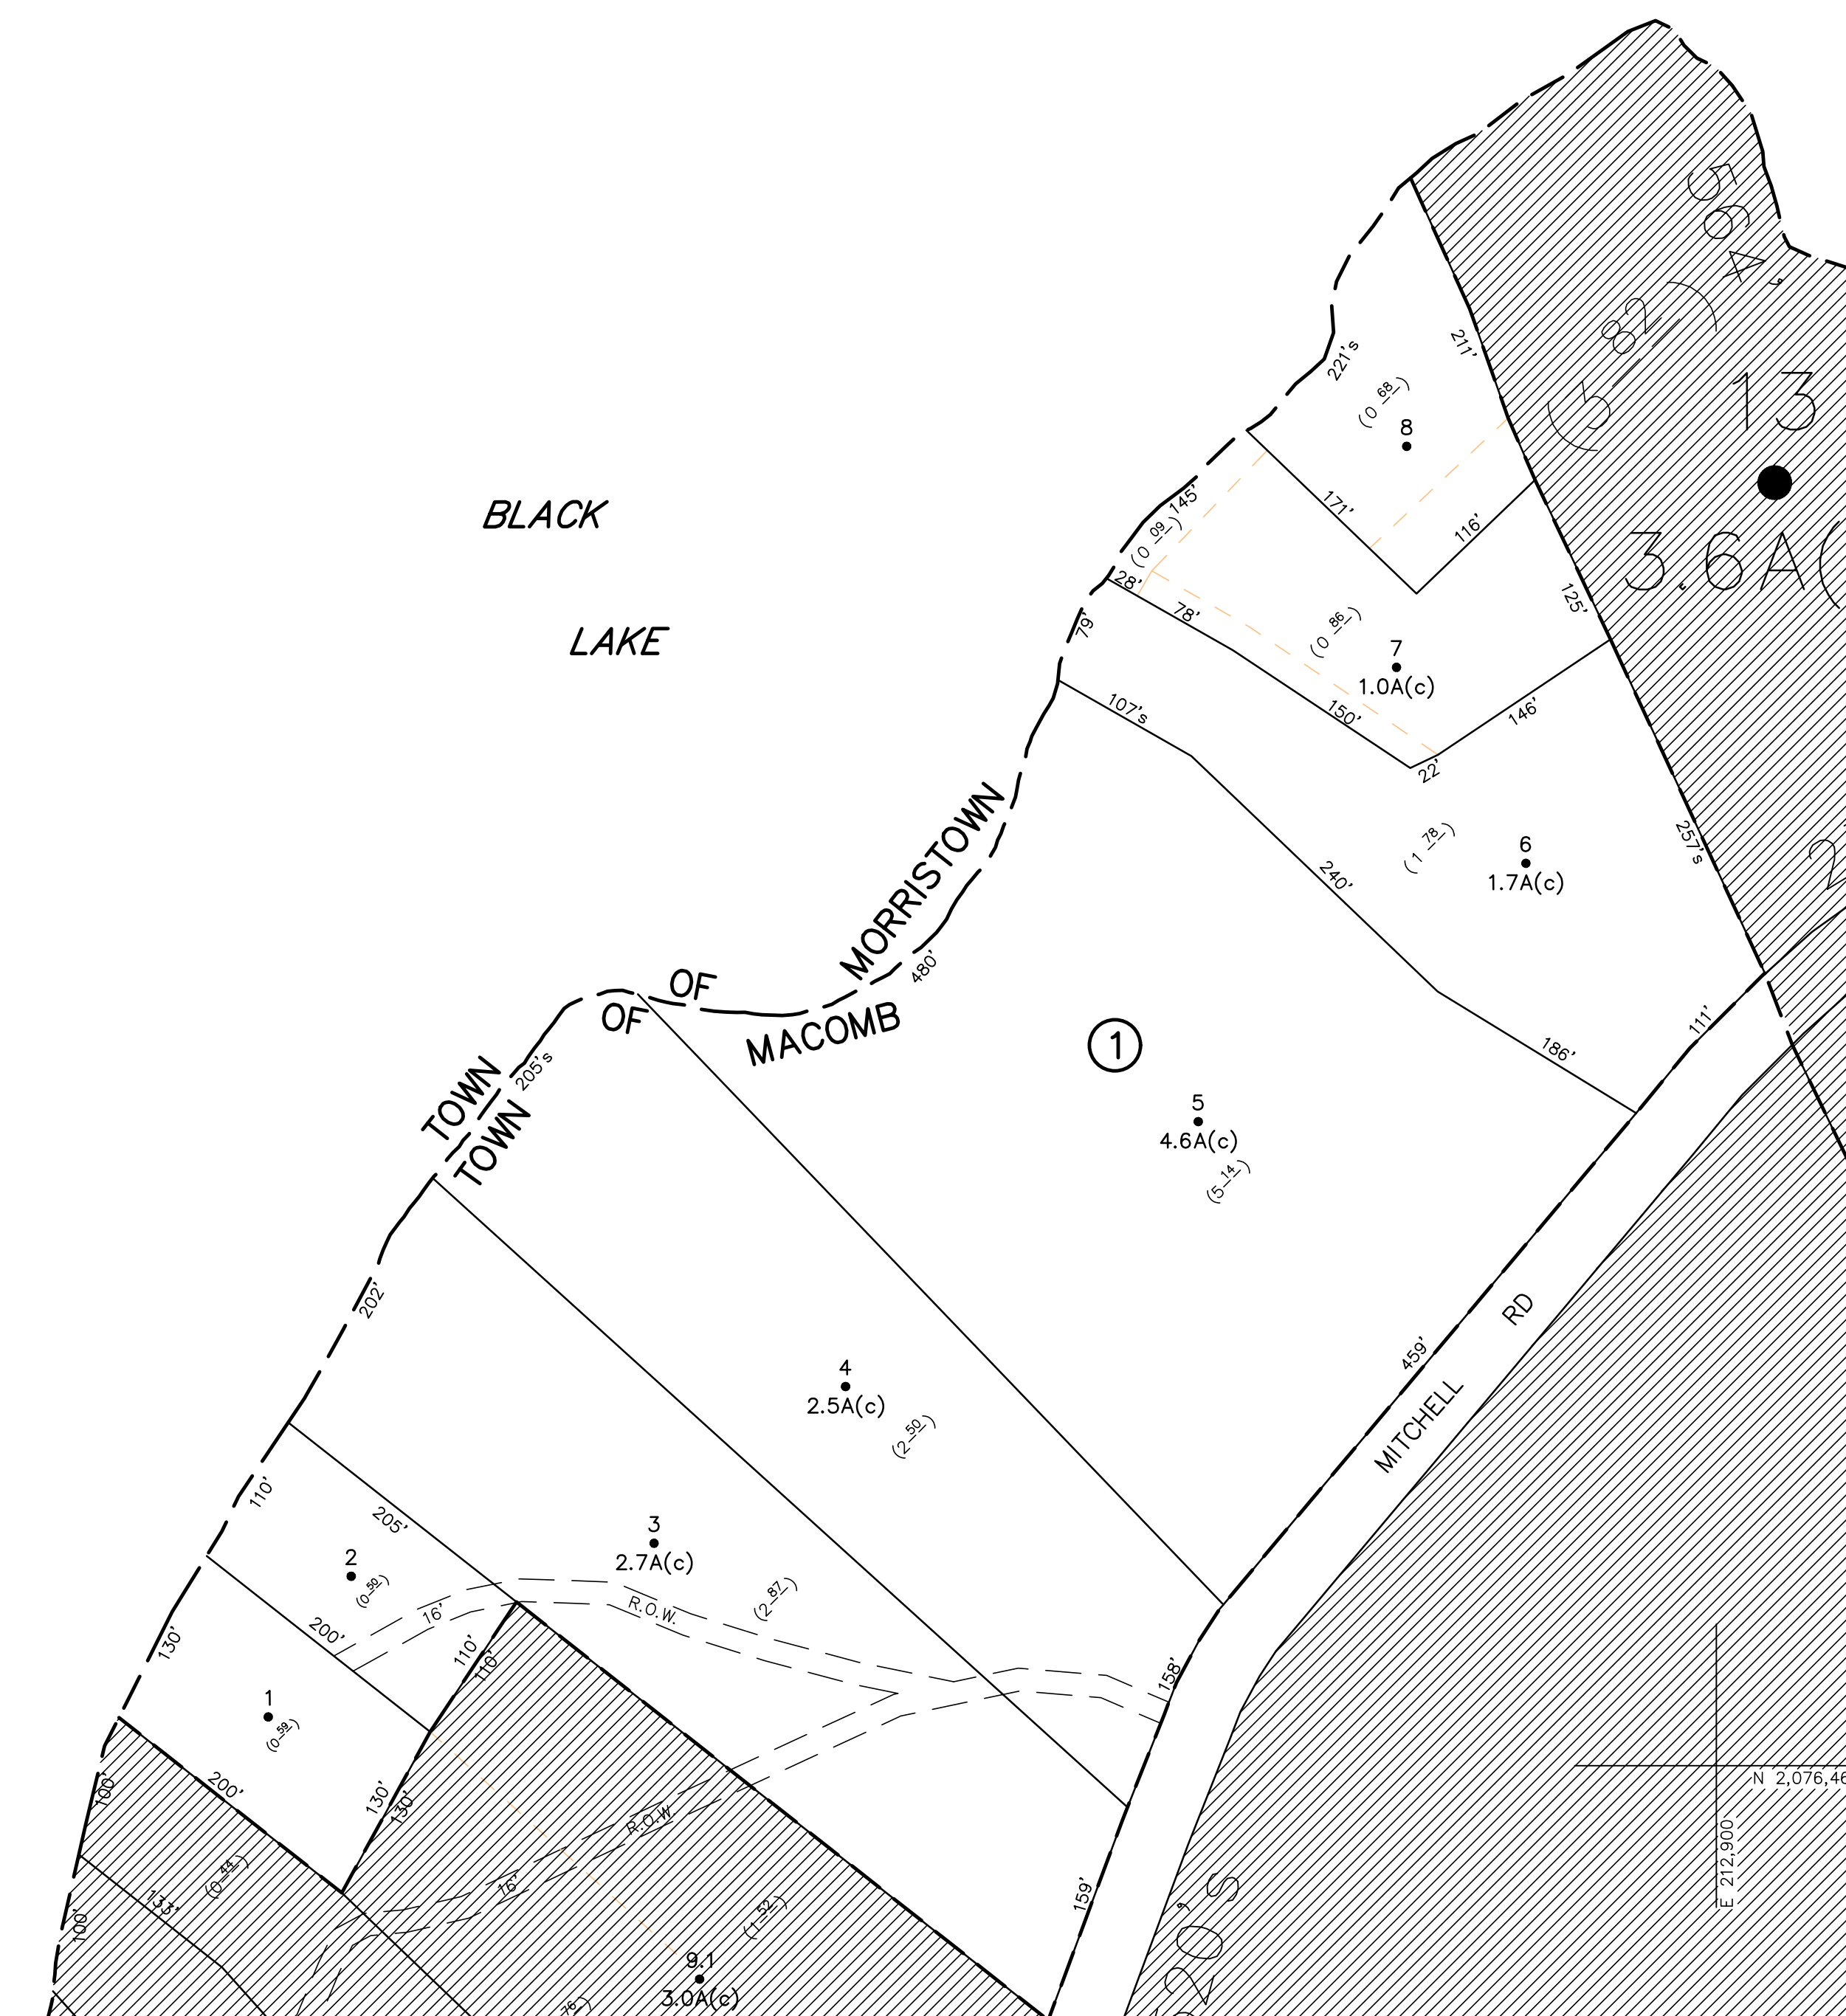 BLACK
LAKE
TOWN OF MORRISTOWN
TOWN OF MACOMB
1
MITCHELL RD
564'
13
3.6A(
221's
(0 68)
8
211'
171'
116'
145'
(0 09)
28'
78'
79'
(0 86)
7
1.0A(c)
125'
150'
146'
22'
107's
257's
(1 78)
6
1.7A(c)
240'
2
480'
186'
111'
205's
5
4.6A(c)
(5 14)
459'
202'
4
2.5A(c)
(2 50)
110'
205'
3
2.7A(c)
(2 87)
2
(0 50)
16'
R.O.W.
130'
200'
110'
110'
158'
1
(0 59)
100'
200'
130'
130'
R.O.W.
16'
N 2,076,46
E 212,900
(0 44)
133'
100'
159'
(1 52)
9.1
3.0A(c)
76)
20's